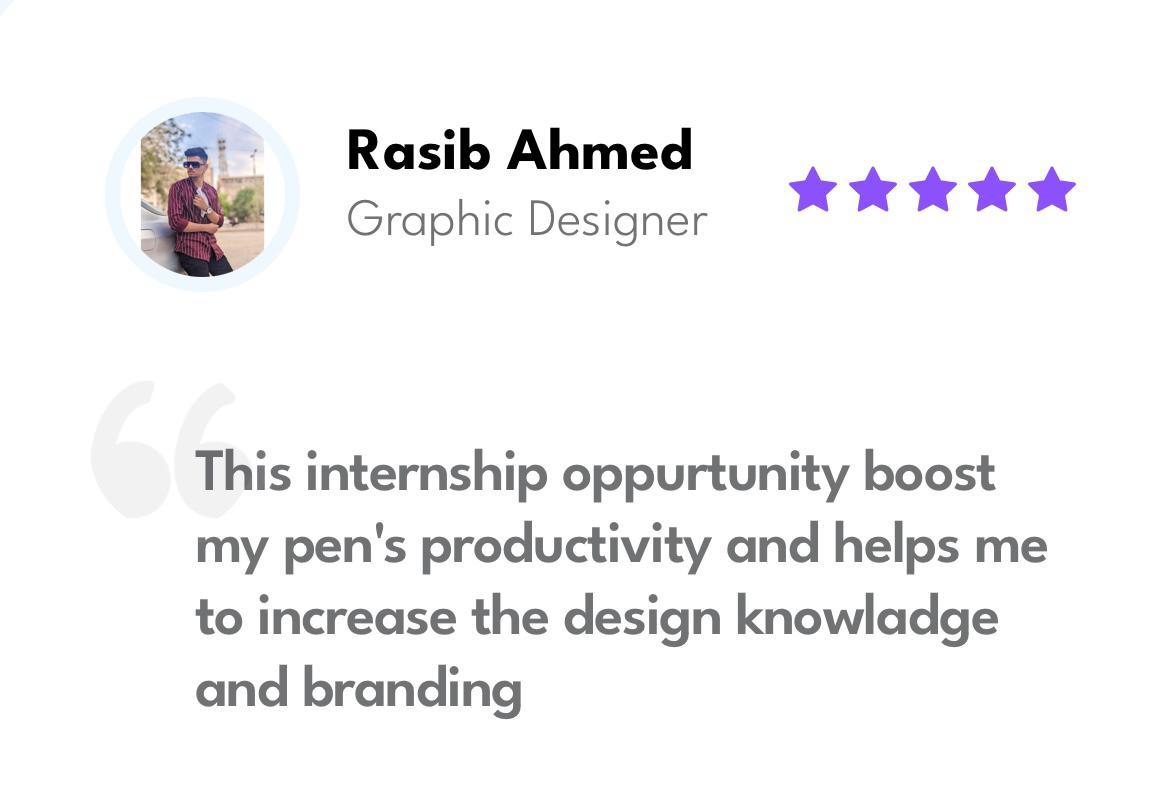 Rasib Ahmed
Graphic Designer
This internship oppurtunity boost
my pen's productivity and helps me
to increase the design knowladge
and branding